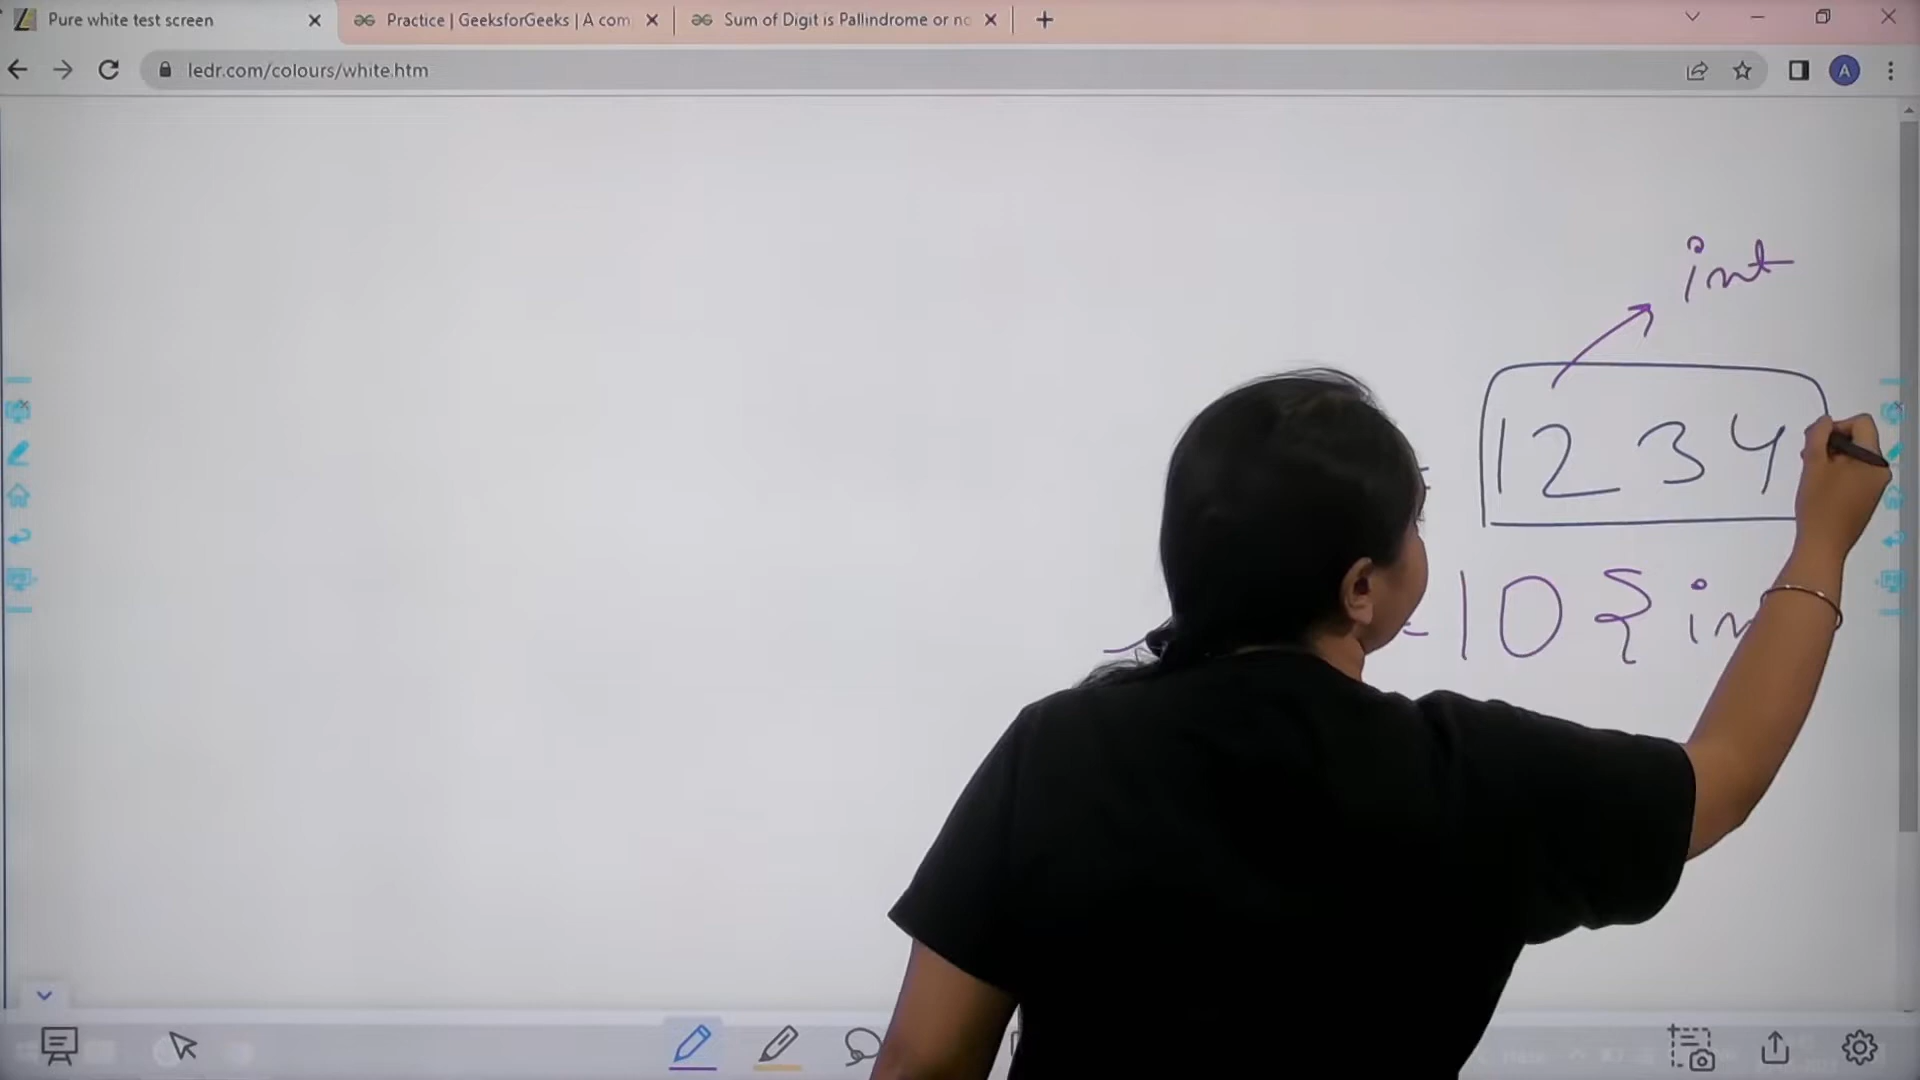 Pure white test screen
Practice | GeeksforGeeks | A com
Sum of Digit is Pallindrome or no
ledr.com/colours/white.htm
A
int
1234
10 }